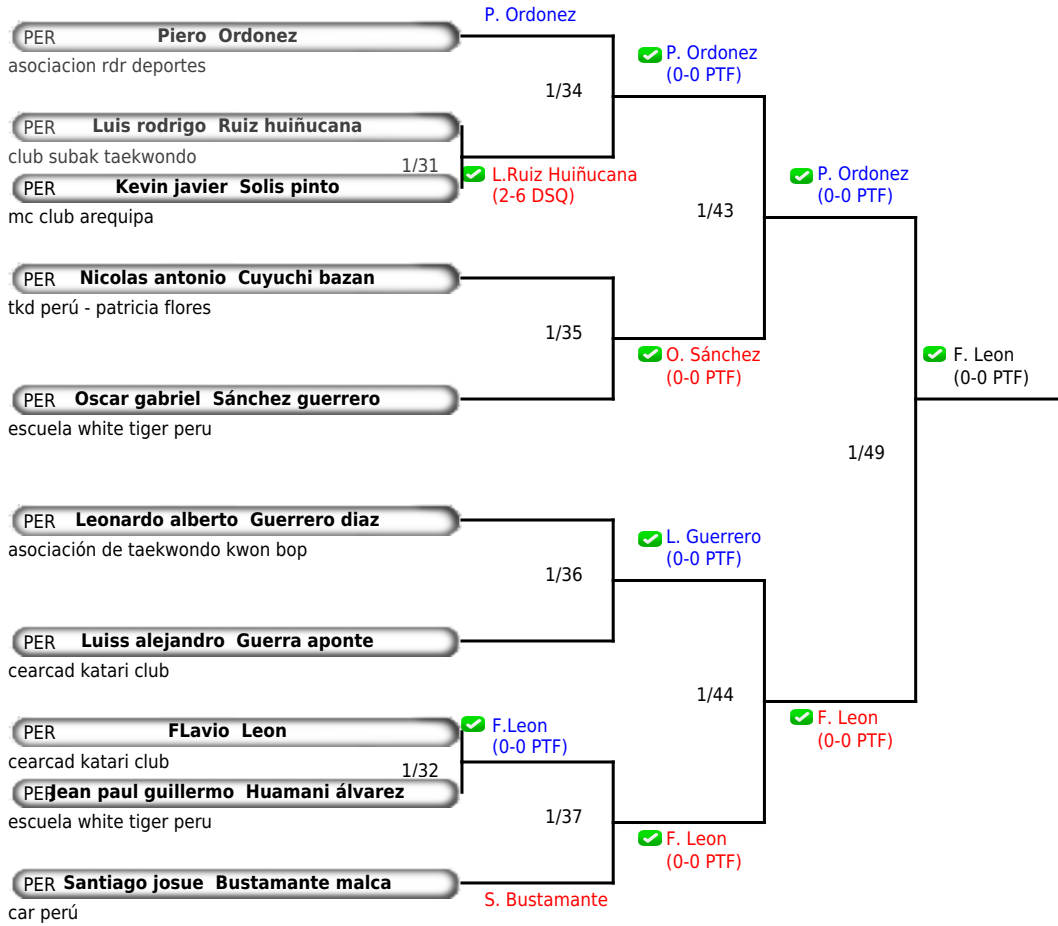 P. Ordonez
PER Piero Ordonez
asociacion rdr deportes
P. Ordonez
(0-0 PTF)
1/34
PER Luis rodrigo Ruiz huiñucana
club subak taekwondo
1/31
L.Ruiz Huiñucana
(2-6 DSQ)
PER Kevin javier Solis pinto
mc club arequipa
P. Ordonez
(0-0 PTF)
1/43
PER Nicolas antonio Cuyuchi bazan
tkd perú - patricia flores
1/35
O. Sánchez
(0-0 PTF)
F. Leon
(0-0 PTF)
PER Oscar gabriel Sánchez guerrero
escuela white tiger peru
1/49
PER Leonardo alberto Guerrero diaz
asociación de taekwondo kwon bop
L. Guerrero
(0-0 PTF)
1/36
PER Luiss alejandro Guerra aponte
cearcad katari club
1/44
F. Leon
(0-0 PTF)
PER FLavio Leon
cearcad katari club
F.Leon
(0-0 PTF)
1/32
PER Jean paul guillermo Huamani álvarez
escuela white tiger peru
1/37
F. Leon
(0-0 PTF)
PER Santiago josue Bustamante malca
car perú
S. Bustamante